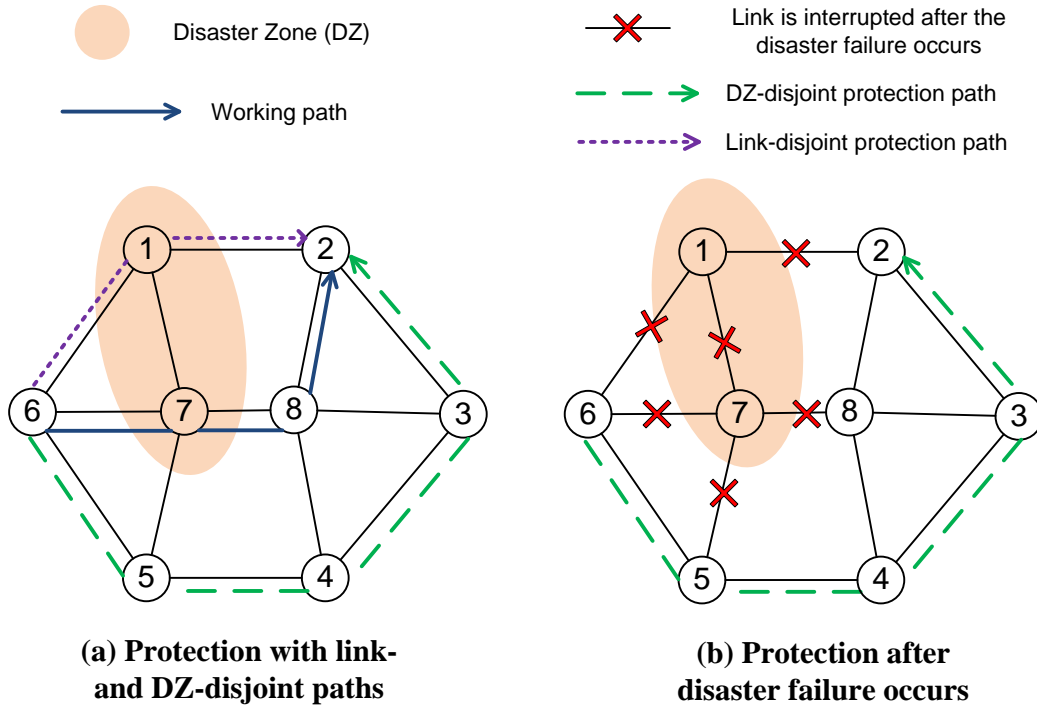 Disaster Zone (DZ)
Working path
Link is interrupted after the
disaster failure occurs
DZ-disjoint protection path
Link-disjoint protection path
1
2
6
7
8
3
5
4
(a) Protection with link-
and DZ-disjoint paths
1
2
6
7
8
3
5
4
(b) Protection after
disaster failure occurs